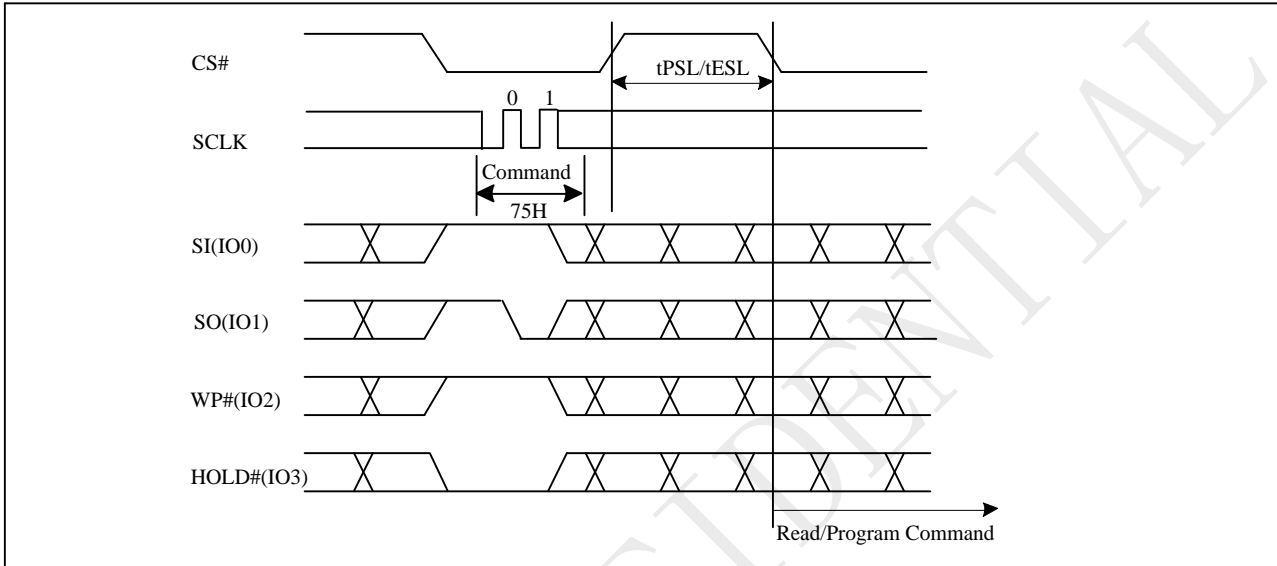 CS#
tPSL/tESL
0 1
SCLK
Command
75H
SI(IO0)
SO(IO1)
WP#(IO2)
HOLD#(IO3)
Read/Program Command
SIDENTIAL